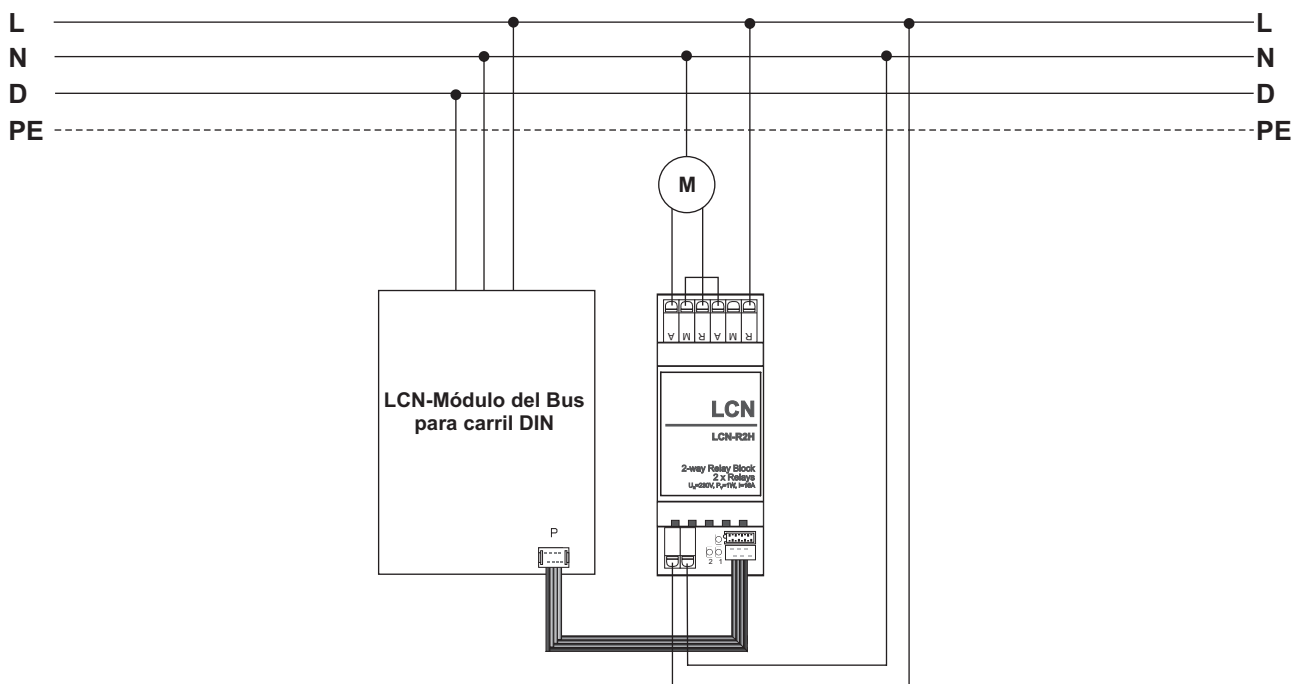 L L
N N
D D
PE PE
M
A M R A M R
LCN-Módulo del Bus
para carril DIN
LCN
LCN-R2H
2-way Relay Block
2 x Relays
P
2 1